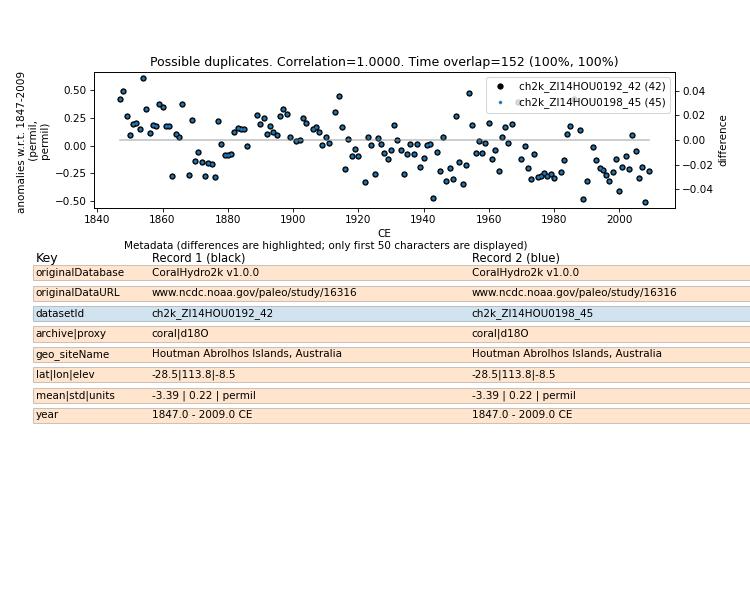 Possible duplicates. Correlation=1.0000. Time overlap=152 (100%, 100%)
anomalies w.r.t. 1847-2009
(permil,
permil)
0.50
0.25
0.00
−0.25
−0.50
ch2k_ZI14HOU0192_42 (42)
ch2k_ZI14HOU0198_45 (45)
0.04
0.02
0.00
−0.02
−0.04
difference
1840 1860 1880 1900 1920 1940 1960 1980 2000
CE
Metadata (differences are highlighted; only first 50 characters are displayed)
Key Record 1 (black) Record 2 (blue)
originalDatabase CoralHydro2k v1.0.0 CoralHydro2k v1.0.0
originalDataURL www.ncdc.noaa.gov/paleo/study/16316 www.ncdc.noaa.gov/paleo/study/16316
datasetId ch2k_ZI14HOU0192_42 ch2k_ZI14HOU0198_45
archive|proxy coral|d18O coral|d18O
geo_siteName Houtman Abrolhos Islands, Australia Houtman Abrolhos Islands, Australia
lat|lon|elev -28.5|113.8|-8.5 -28.5|113.8|-8.5
mean|std|units -3.39 | 0.22 | permil -3.39 | 0.22 | permil
year 1847.0 - 2009.0 CE 1847.0 - 2009.0 CE